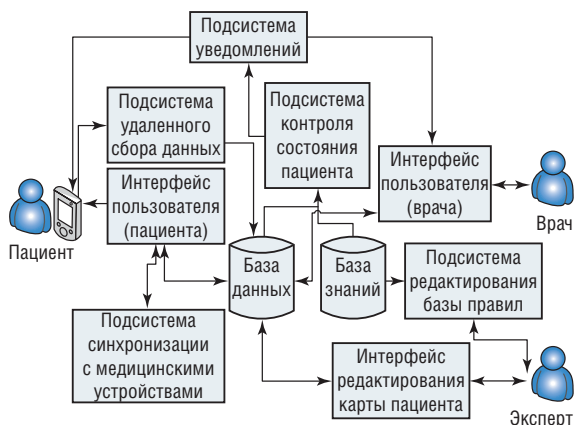 Подсистема
уведомлений
Подсистема
удаленного
сбора данных
Подсистема
контроля
состояния
пациента
Интерфейс
пользователя
(пациента)
Интерфейс
пользователя
(врача)
Пациент
Врач
База
данных
База
знаний
Подсистема
редактирования
базы правил
Подсистема
синхронизации
с медицинскими
устройствами
Интерфейс
редактирования
карты пациента
Эксперт